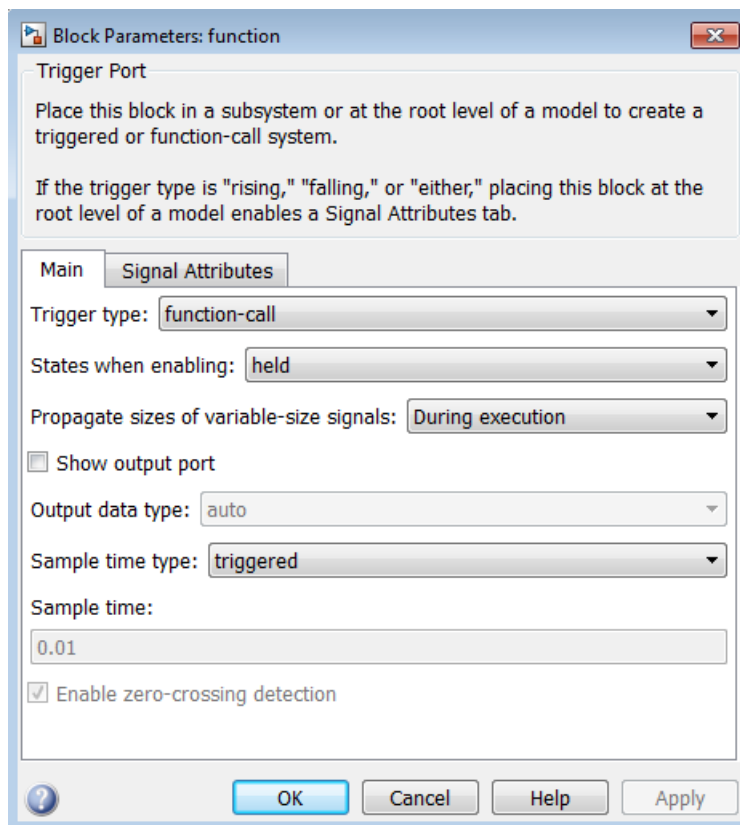 Block Parameters: function
Trigger Port
Place this block in a subsystem or at the root level of a model to create a
triggered or function-call system.
If the trigger type is "rising," "falling," or "either," placing this block at the
root level of a model enables a Signal Attributes tab.
Main Signal Attributes
Trigger type: function-call
States when enabling: held
Propagate sizes of variable-size signals: During execution
Show output port
Output data type: auto
Sample time type: triggered
Sample time:
0.01
Enable zero-crossing detection
? OK Cancel Help Apply